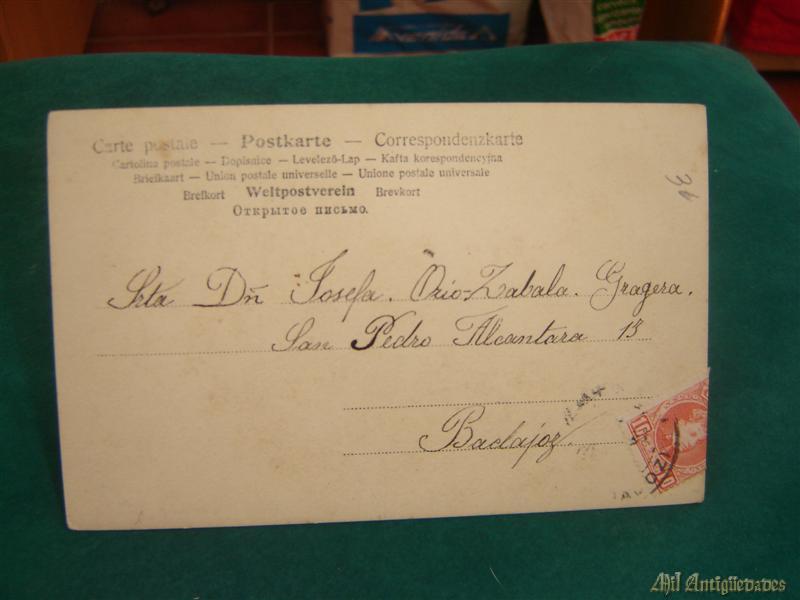 Carte postale — Postkarte — Correspondenzkarte
Cartolina postale — Dopisnice — Levelező-Lap — Kafta korespondencyjna
Briefkaart — Union postale universelle — Unione postale universale
Brefkort Weltpostverein Brevkort
Открытое письмо.
Srta Dñ Josefa. Orio-Zabala. Gragera.
San Pedro Alcantara 13
Badajoz.
Mil Antigüedades